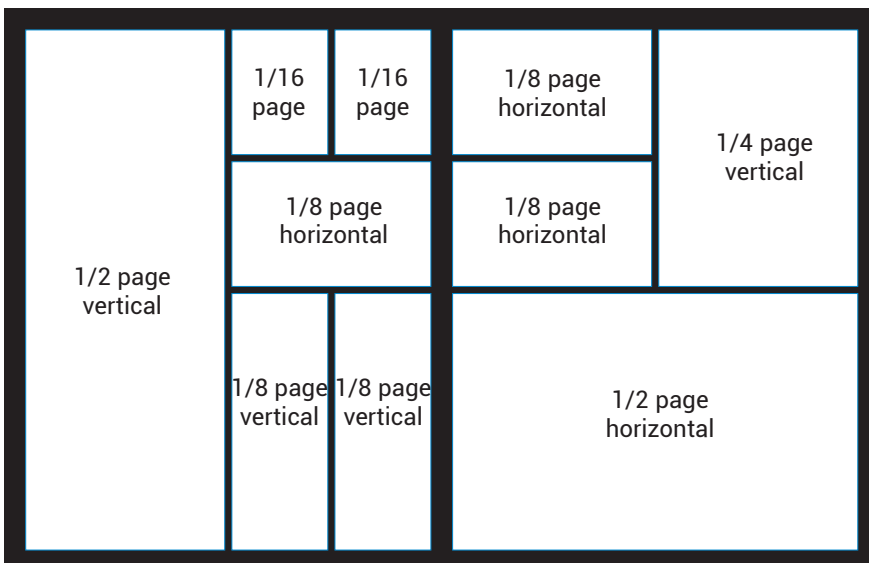 1/2 page
vertical
1/16
page
1/16
page
1/8 page
horizontal
1/8 page
vertical
1/8 page
vertical
1/8 page
horizontal
1/8 page
horizontal
1/4 page
vertical
1/2 page
horizontal